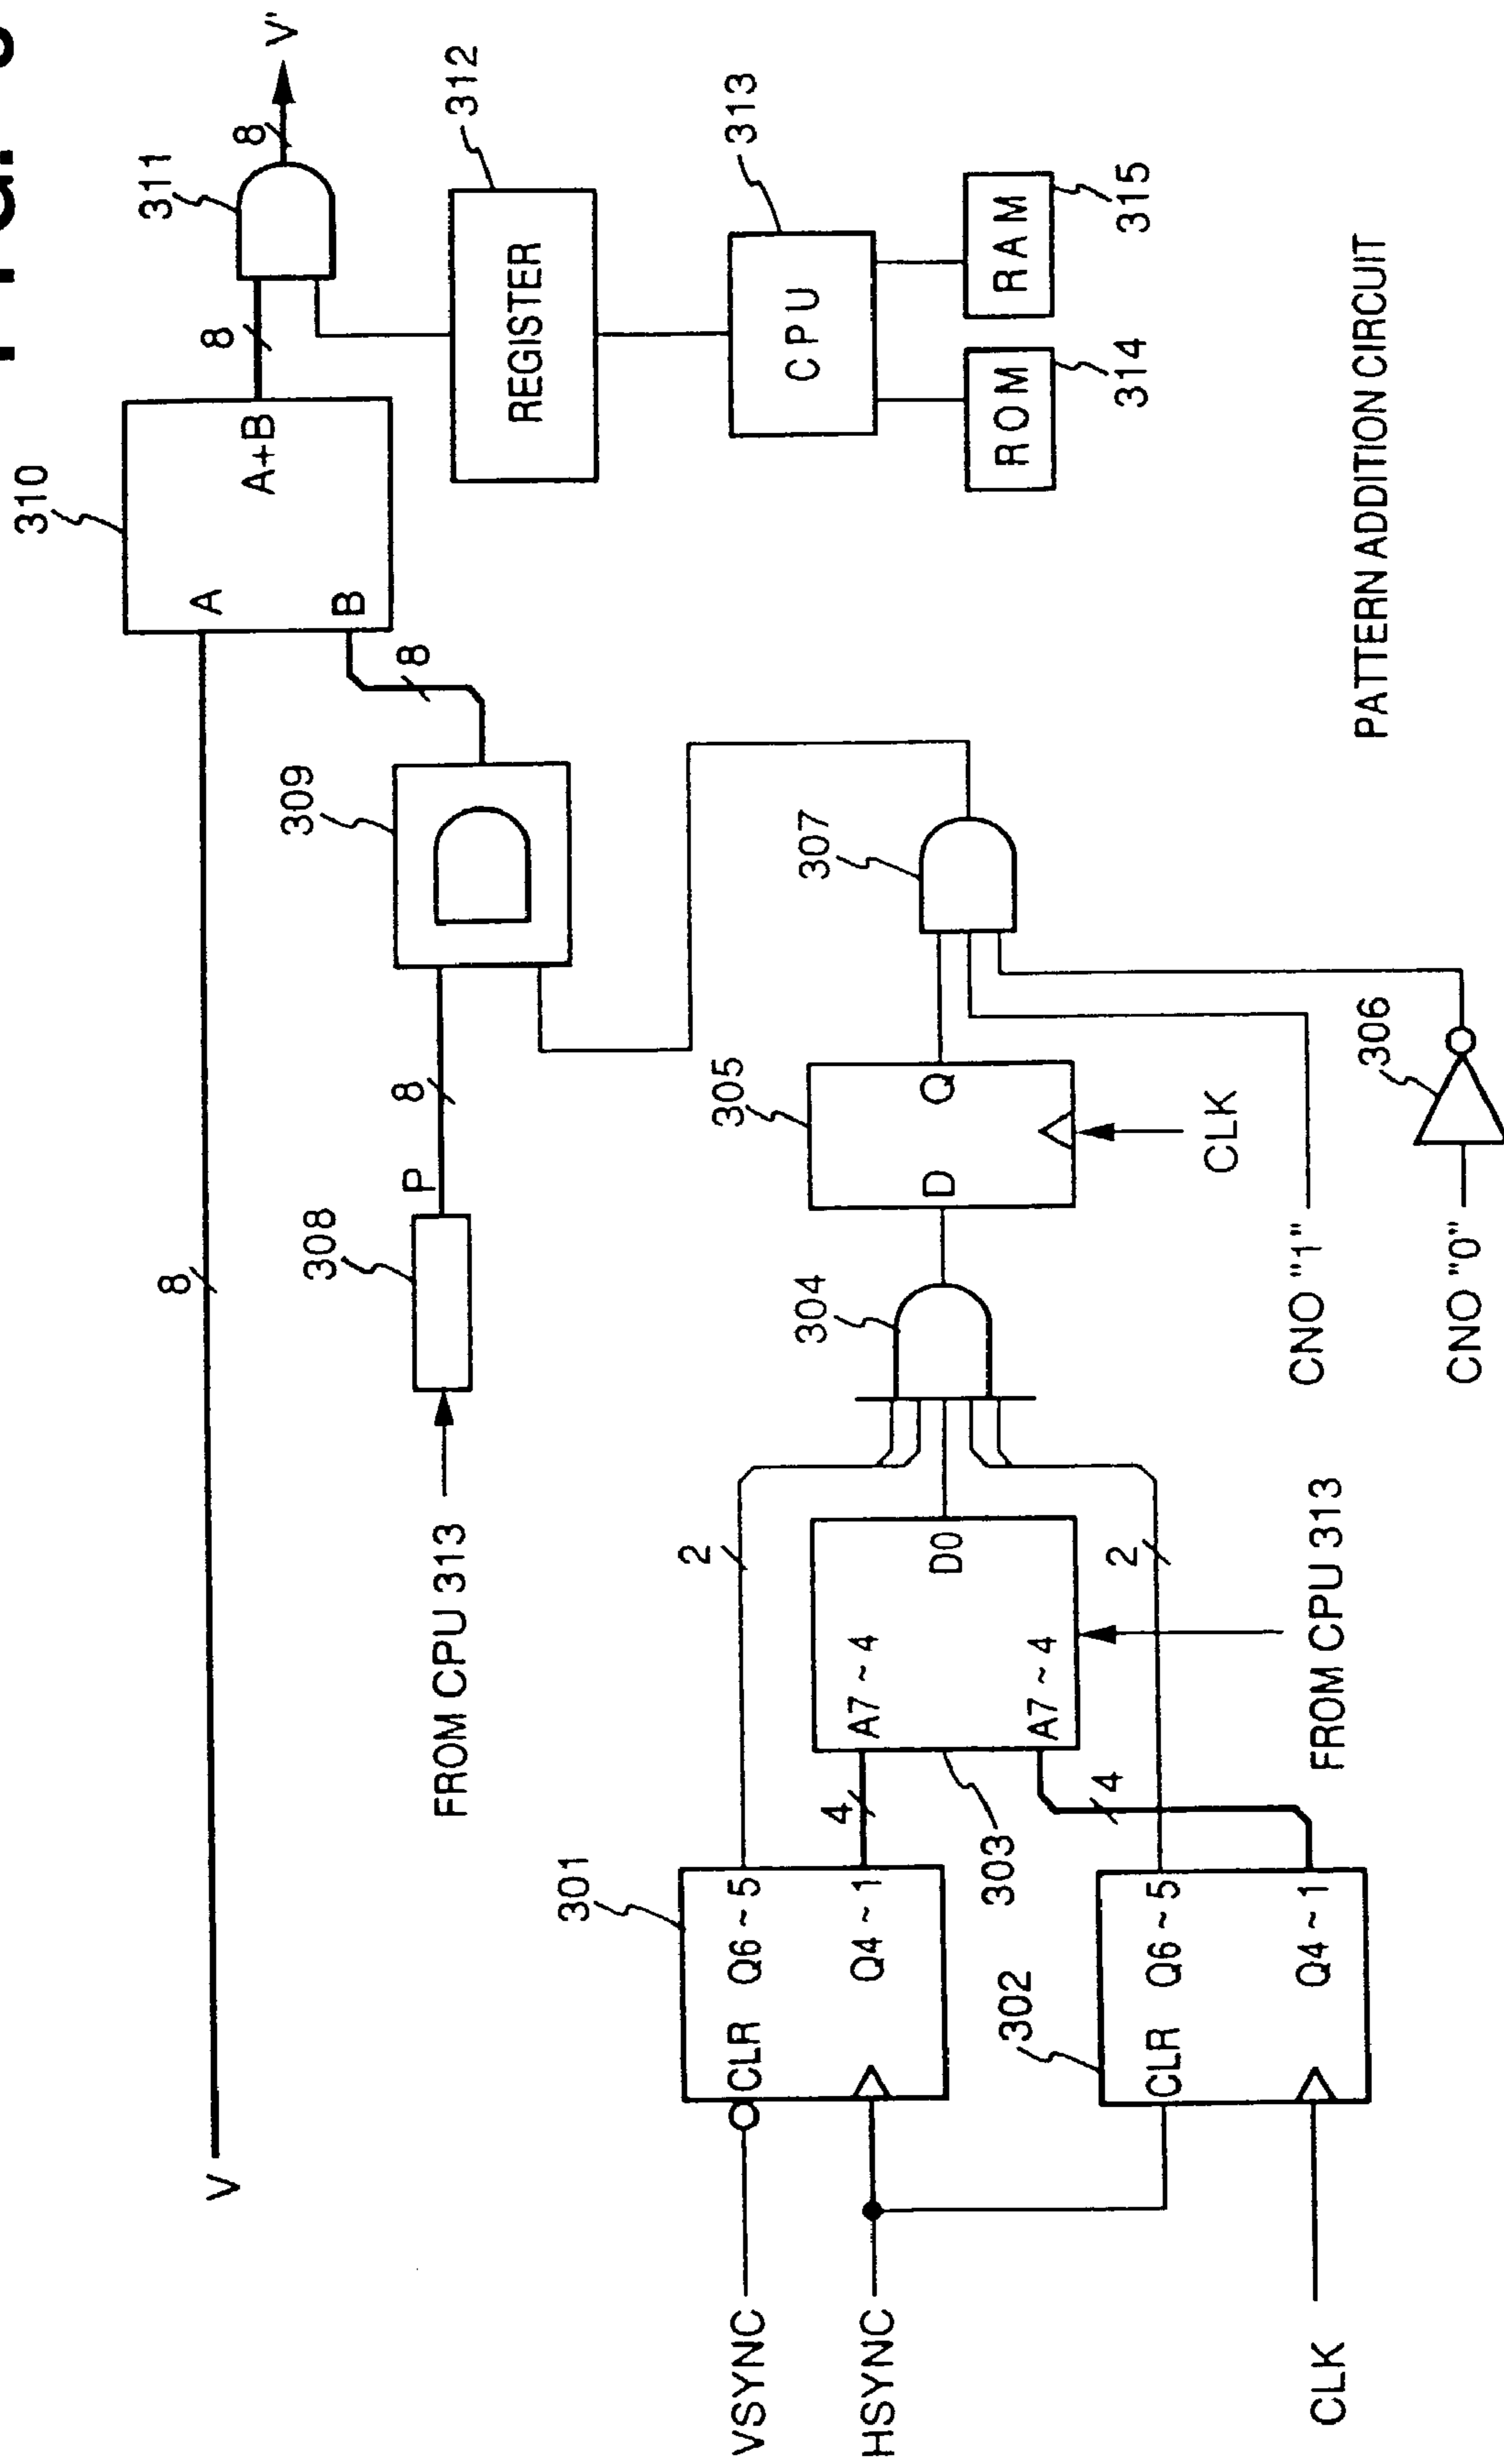 V
8
310
A
B
A+B
8
311
8
V'
FROM CPU 313
308
P
8
309
8
REGISTER
312
CPU
313
ROM
314
RAM
315
VSYNC
HSYNC
CLK
301
CLR Q6 ~ 5
Q4 ~ 1
302
CLR Q6 ~ 5
Q4 ~ 1
2
4
4
303
A7 ~ 4
A7 ~ 4
D0
2
FROM CPU 313
304
305
D
Q
CLK
307
CNO "1"
CNO "0"
306
PATTERN ADDITION CIRCUIT